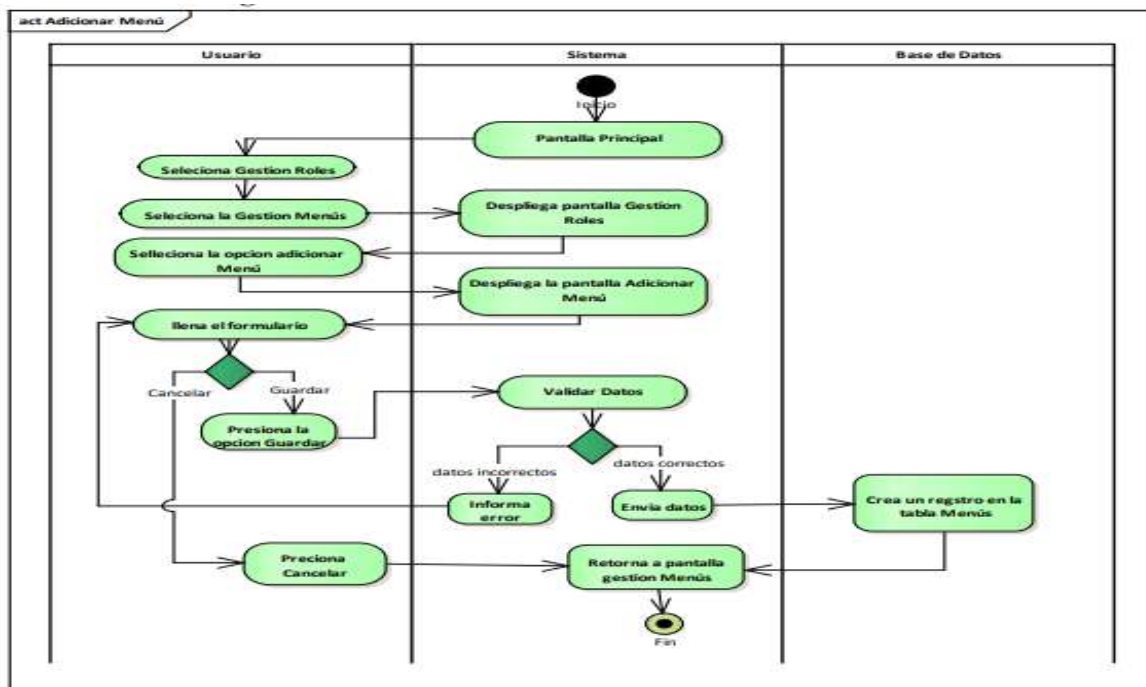 act Adicionar Menú
Usuario
Sistema
Base de Datos
Inicio
Pantalla Principal
Seleciona Gestion Roles
Seleciona la Gestion Menús
Despliega pantalla Gestion
Roles
Selleciona la opcion adicionar
Menú
Despliega la pantalla Adicionar
Menú
llena el formulario
Cancelar
Guardar
Presiona la
opcion Guardar
Validar Datos
datos incorrectos
datos correctos
Informa
error
Envia datos
Crea un regstro en la
tabla Menús
Preciona
Cancelar
Retorna a pantalla
gestion Menús
Fin